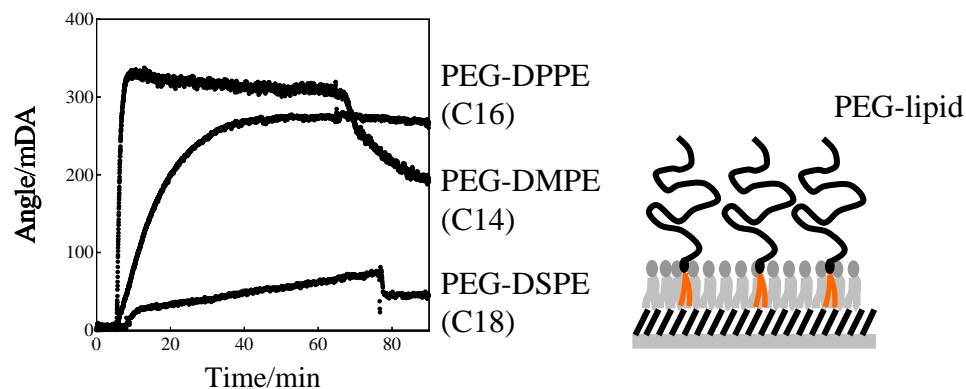 400
300
200
100
0
Angle/mDA
0 20 40 60 80
Time/min
PEG-DPPE
(C16)
PEG-DMPE
(C14)
PEG-DSPE
(C18)
PEG-lipid